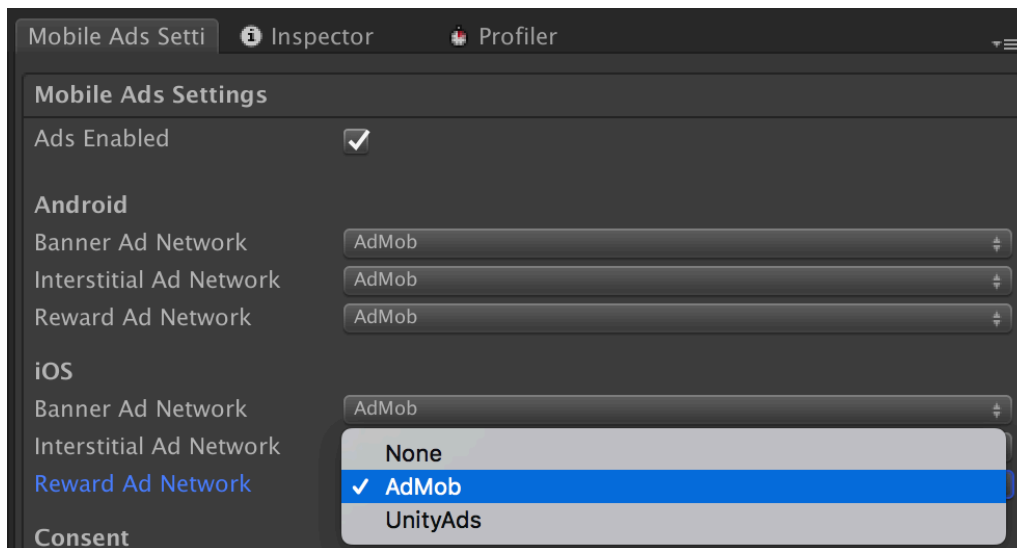 Mobile Ads Setti Inspector Profiler
Mobile Ads Settings
Ads Enabled
Android
Banner Ad Network AdMob
Interstitial Ad Network AdMob
Reward Ad Network AdMob
iOS
Banner Ad Network AdMob
Interstitial Ad Network None
Reward Ad Network AdMob
UnityAds
Consent